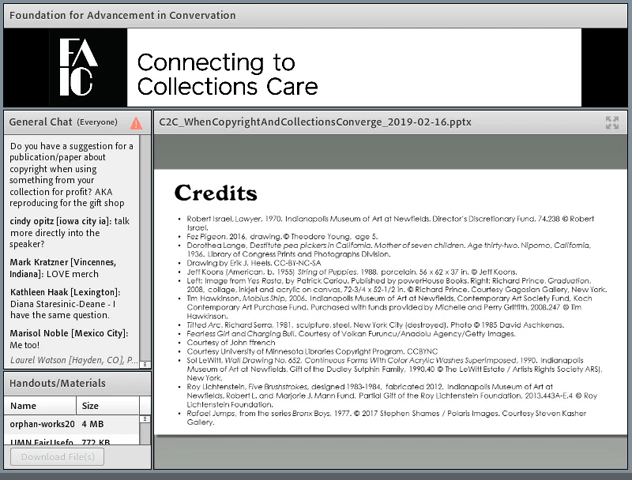 Foundation for Advancement in Convervation
FA
IC
Connecting to
Collections Care
General Chat (Everyone)
Do you have a suggestion for a
publication/paper about
copyright when using
something from your
collection for profit? AKA
reproducing for the gift shop
cindy opitz [iowa city ia]: talk
more directly into the
speaker?
Mark Kratzner [Vincennes,
Indiana]: LOVE merch
Kathleen Haak [Lexington]:
Diana Staresinic-Deane - I
have the same question.
Marisol Noble [Mexico City]:
Me too!
Laurel Watson [Hayden, CO], P...
Handouts/Materials
Name Size
orphan-works20 4 MB
UMN FairUsefo 772 KB
Download File(s)
C2C_WhenCopyrightAndCollectionsConverge_2019-02-16.pptx
Credits
• Robert Israel, Lawyer, 1970. Indianapolis Museum of Art at Newfields, Director's Discretionary Fund, 74.238 © Robert
Israel.
• Fez Pigeon, 2016, drawing, © Theodore Young, age 5.
• Dorothea Lange, Destitute pea pickers in California. Mother of seven children. Age thirty-two. Nipomo, California,
1936. Library of Congress Prints and Photographs Division.
• Drawing by Eric J. Heels. CC-BY-NC-SA
• Jeff Koons (American, b. 1955) String of Puppies, 1988, porcelain, 56 x 62 x 37 in. © Jeff Koons.
• Left: Image from Yes Rasta, by Patrick Cariou, Published by powerHouse Books. Right: Richard Prince, Graduation,
2008, collage, inkjet and acrylic on canvas, 72-3/4 x 52-1/2 in. © Richard Prince. Courtesy Gagosian Gallery, New York.
• Tim Hawkinson, Mobius Ship, 2006. Indianapolis Museum of Art at Newfields, Contemporary Art Society Fund, Koch
Contemporary Art Purchase Fund, Purchased with funds provided by Michelle and Perry Griffith, 2008.247 © Tim
Hawkinson.
• Tilted Arc, Richard Serra, 1981, sculpture, steel, New York City (destroyed). Photo © 1985 David Aschkenas.
• Fearless Girl and Charging Bull. Courtesy of Volkan Furuncu/Anadolu Agency/Getty Images.
• Courtesy of John ffrench
• Courtesy University of Minnesota Libraries Copyright Program. CCBYNC
• Sol LeWitt, Wall Drawing No. 652, Continuous Forms With Color Acrylic Washes Superimposed, 1990. Indianapolis
Museum of Art at Newfields, Gift of the Dudley Sutphin Family, 1990.40 © The LeWitt Estate / Artists Rights Society ARS),
New York.
• Roy Lichtenstein, Five Brushstrokes, designed 1983-1984, fabricated 2012. Indianapolis Museum of Art at
Newfields, Robert L. and Marjorie J. Mann Fund, Partial Gift of the Roy Lichtenstein Foundation, 2013.443A-E.4 © Roy
Lichtenstein Foundation.
• Rafael Jumps, from the series Bronx Boys, 1977. © 2017 Stephen Shames / Polaris Images. Courtesy Steven Kasher
Gallery.